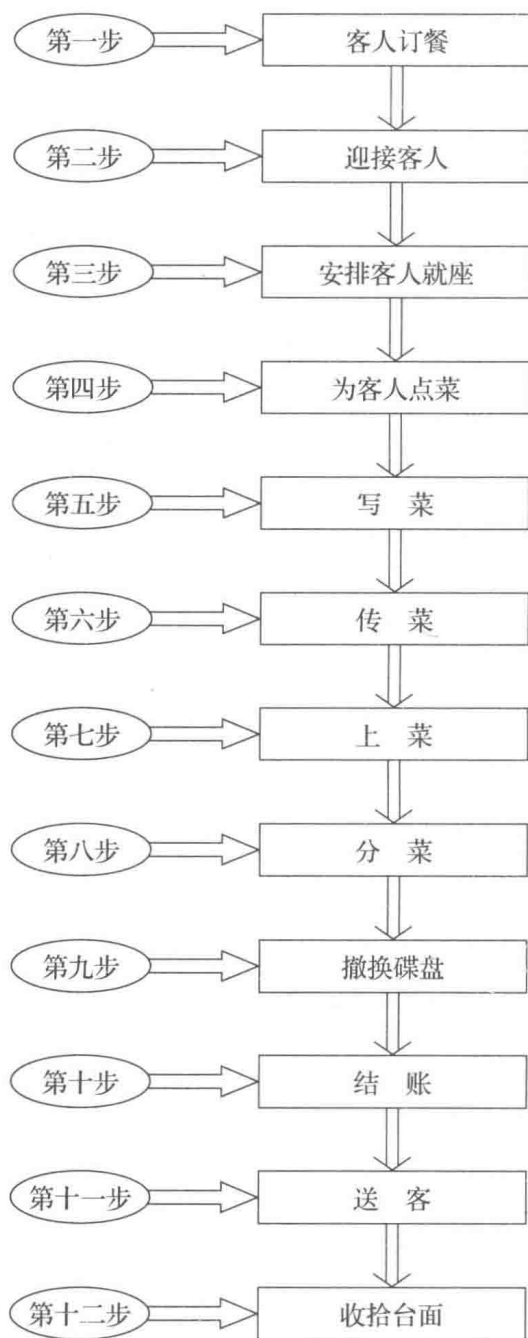 第一步 客人订餐
第二步 迎接客人
第三步 安排客人就座
第四步 为客人点菜
第五步 写 菜
第六步 传 菜
第七步 上 菜
第八步 分 菜
第九步 撤换碟盘
第十步 结 账
第十一步 送 客
第十二步 收拾台面